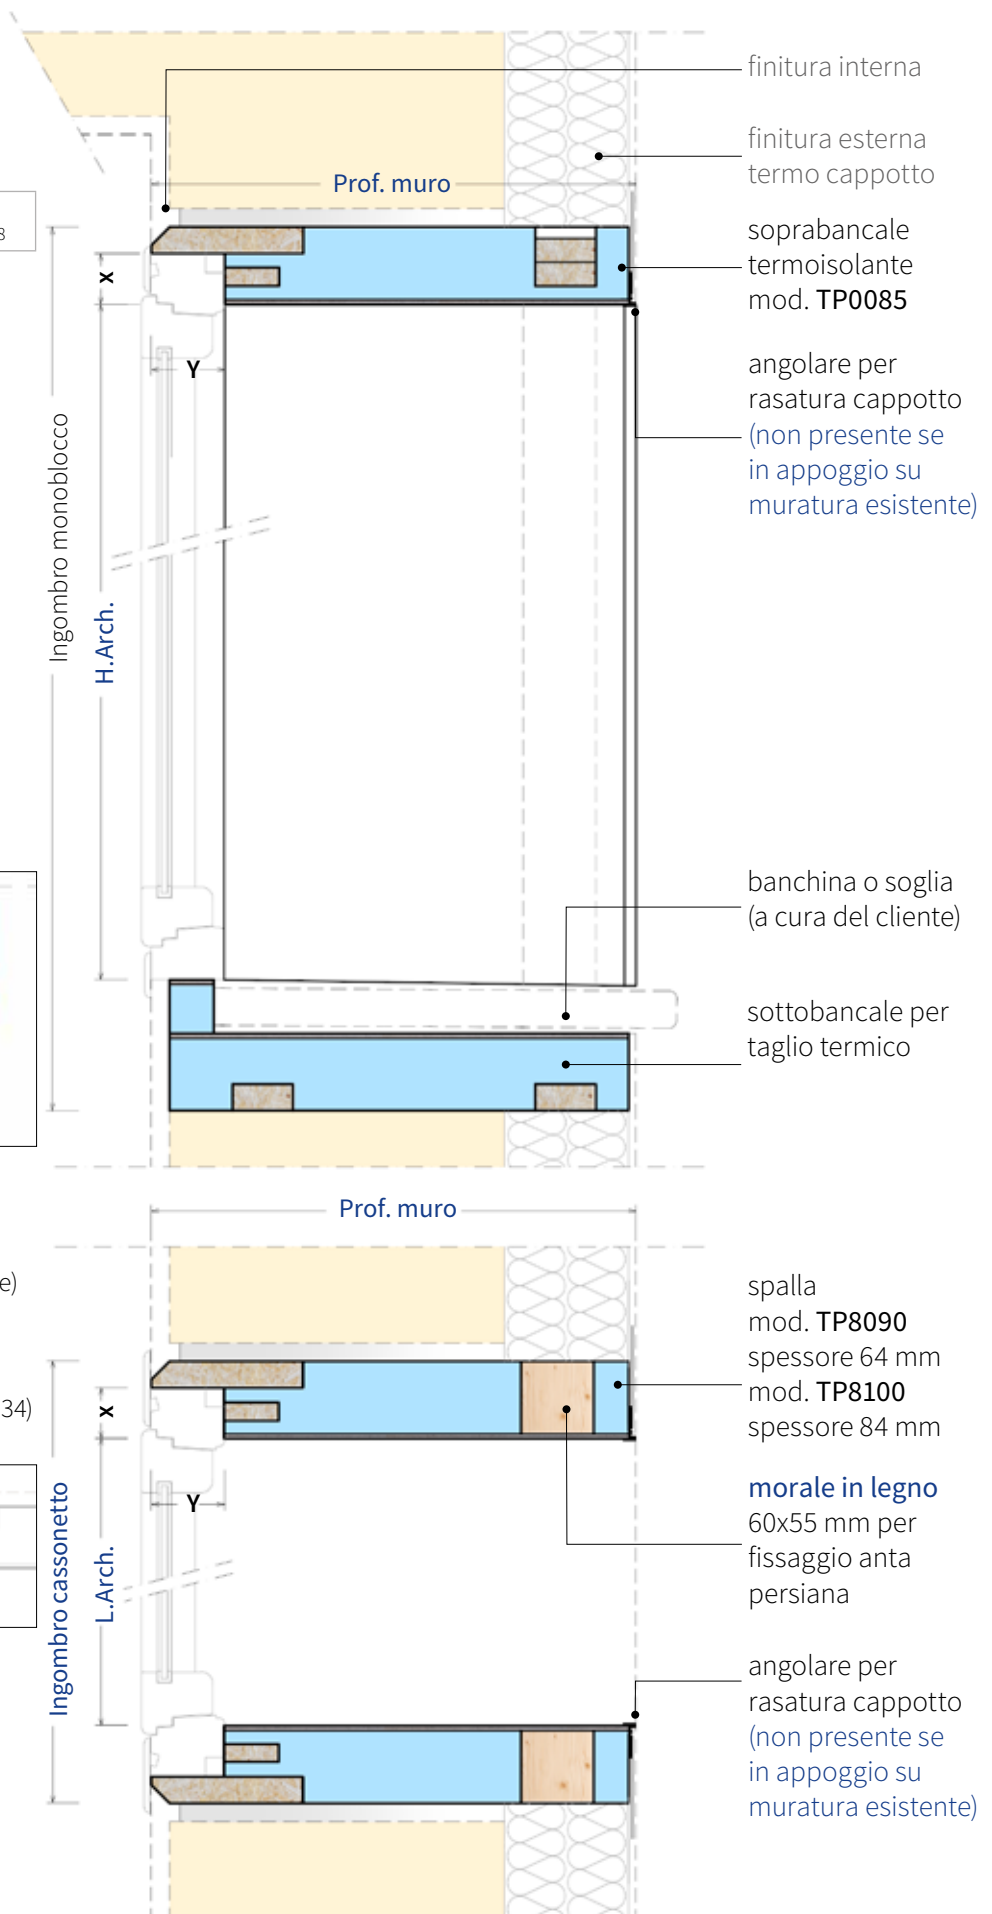 finitura interna
finitura esterna
termo cappotto
Prof. muro
8
soprabancale
termoisolante
mod. TP0085
X
angolare per
rasatura cappotto
(non presente se
in appoggio su
muratura esistente)
Y
Ingombro monoblocco
H.Arch.
banchina o soglia
(a cura del cliente)
sottobancale per
taglio termico
Prof. muro
e)
spalla
mod. TP8090
spessore 64 mm
mod. TP8100
spessore 84 mm
34)
X
morale in legno
60x55 mm per
fissaggio anta
persiana
Y
Ingombro cassonetto
L.Arch.
angolare per
rasatura cappotto
(non presente se
in appoggio su
muratura esistente)